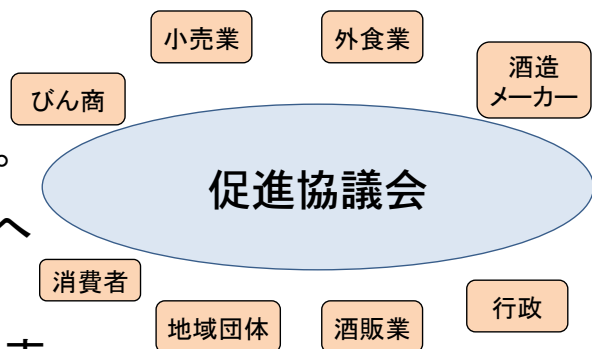 小売業
外食業
酒造
メーカー
びん商
。
促進協議会
へ
消費者
行政
地域団体
酒販業